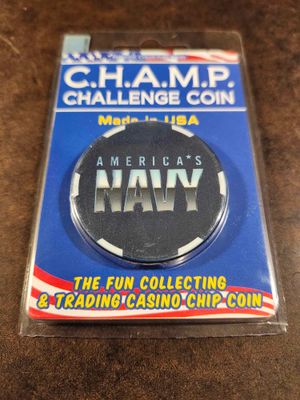 C.H.A.M.P.
CHALLENGE COIN
Made in USA
AMERICA★S
NAVY
THE FUN COLLECTING
& TRADING CASINO CHIP COIN